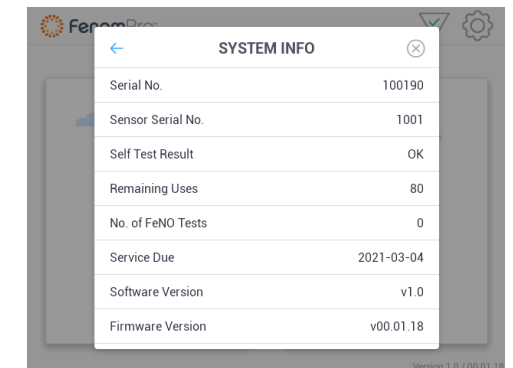 FenomPro
SYSTEM INFO
Serial No. 100190
Sensor Serial No. 1001
Self Test Result OK
Remaining Uses 80
No. of FeNO Tests 0
Service Due 2021-03-04
Software Version v1.0
Firmware Version v00.01.18
Version 1.0 / 00.01.18